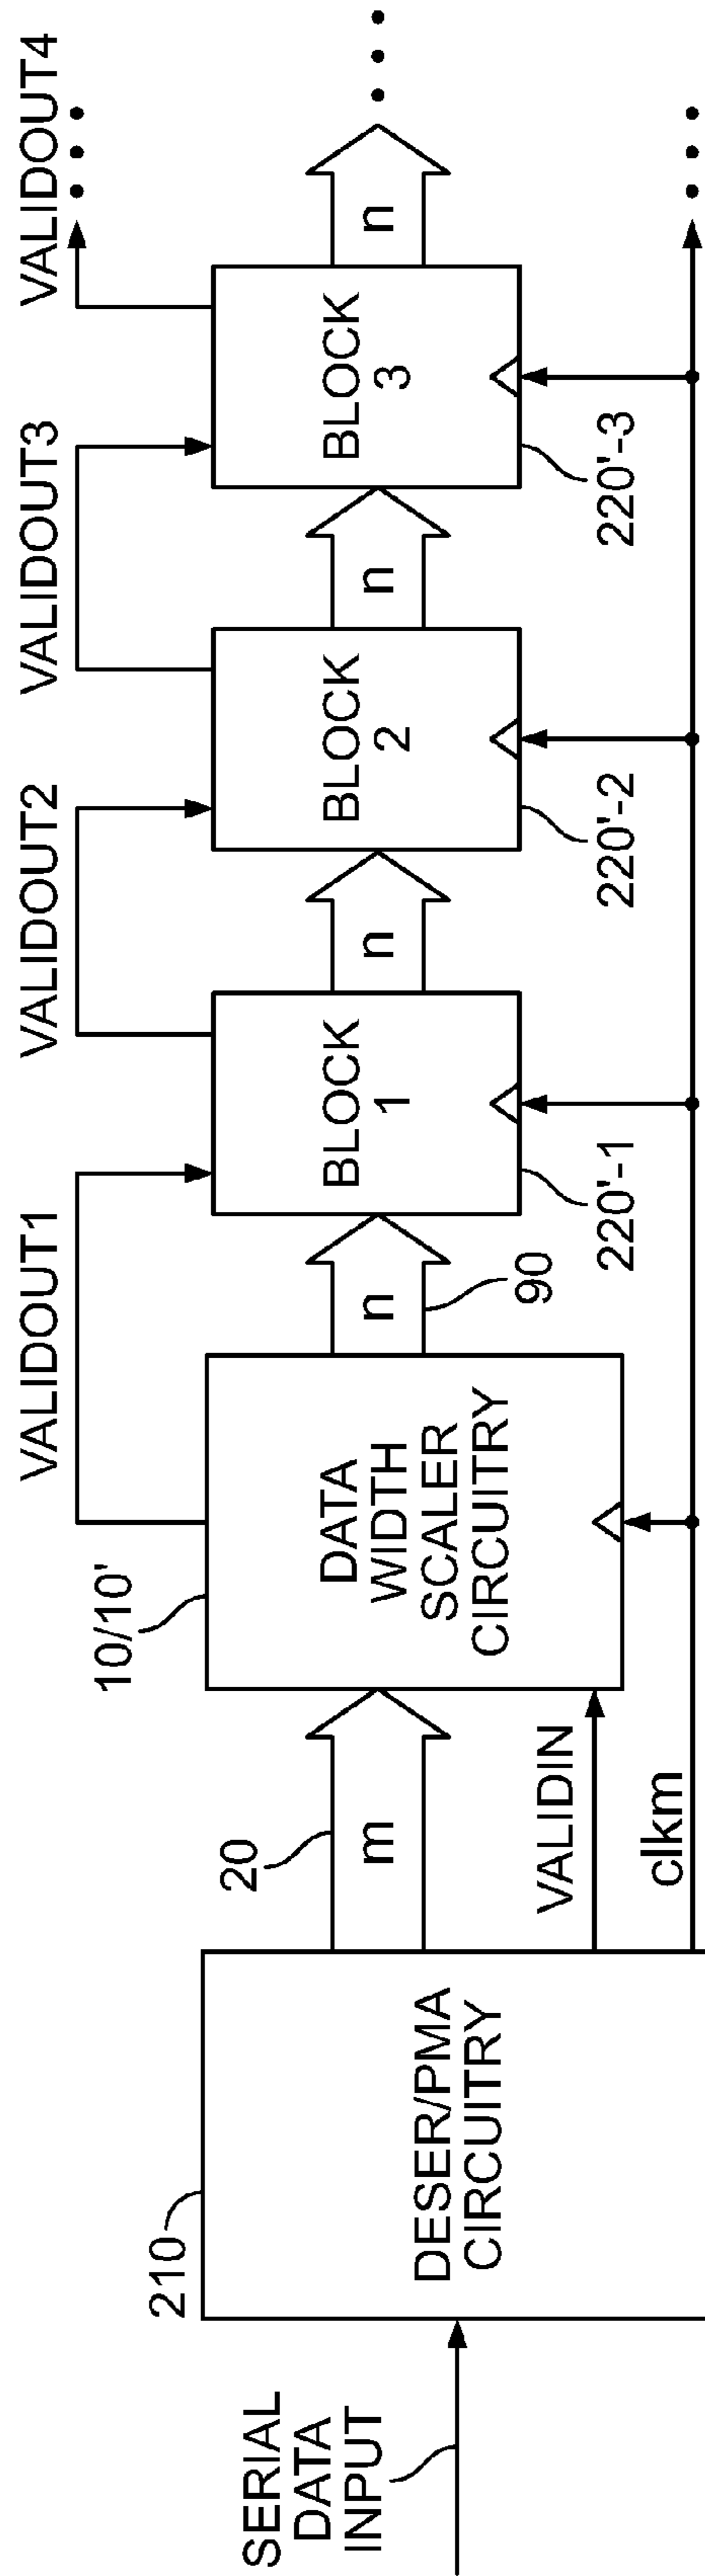 SERIAL
DATA
INPUT
210
DESER/PMA
CIRCUITRY
20
m
VALIDIN
clkm
10/10'
DATA
WIDTH
SCALER
CIRCUITRY
VALIDOUT1
n
90
BLOCK
1
220'-1
VALIDOUT2
n
BLOCK
2
220'-2
VALIDOUT3
n
BLOCK
3
220'-3
VALIDOUT4
n